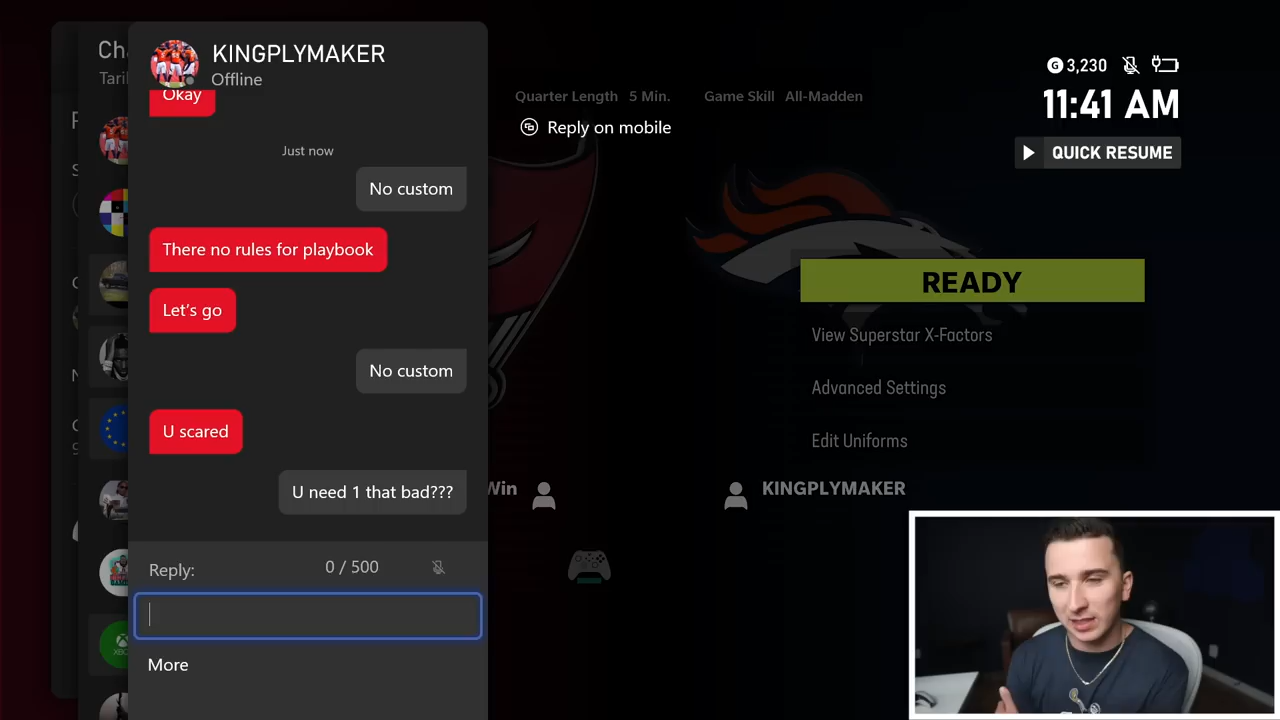 KINGPLYMAKER
Offline
Okay
Just now
No custom
There no rules for playbook
Let's go
No custom
U scared
U need 1 that bad???
Reply:
0 / 500
More
Quarter Length 5 Min.
Game Skill All-Madden
Reply on mobile
G 3,230
11:41 AM
QUICK RESUME
READY
View Superstar X-Factors
Advanced Settings
Edit Uniforms
Win
KINGPLYMAKER